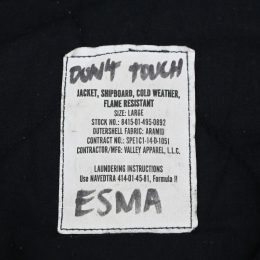 DON'T TOUCH
JACKET, SHIPBOARD, COLD WEATHER,
FLAME RESISTANT
SIZE: LARGE
STOCK NO.: 8415-01-495-0892
OUTERSHELL FABRIC: ARAMID
CONTRACT NO.: SPE1C1-14-D-1051
CONTRACTOR/MFG: VALLEY APPAREL, L.L.C.
LAUNDERING INSTRUCTIONS
Use NAVEDTRA 414-01-45-81, Formula II
ESMA